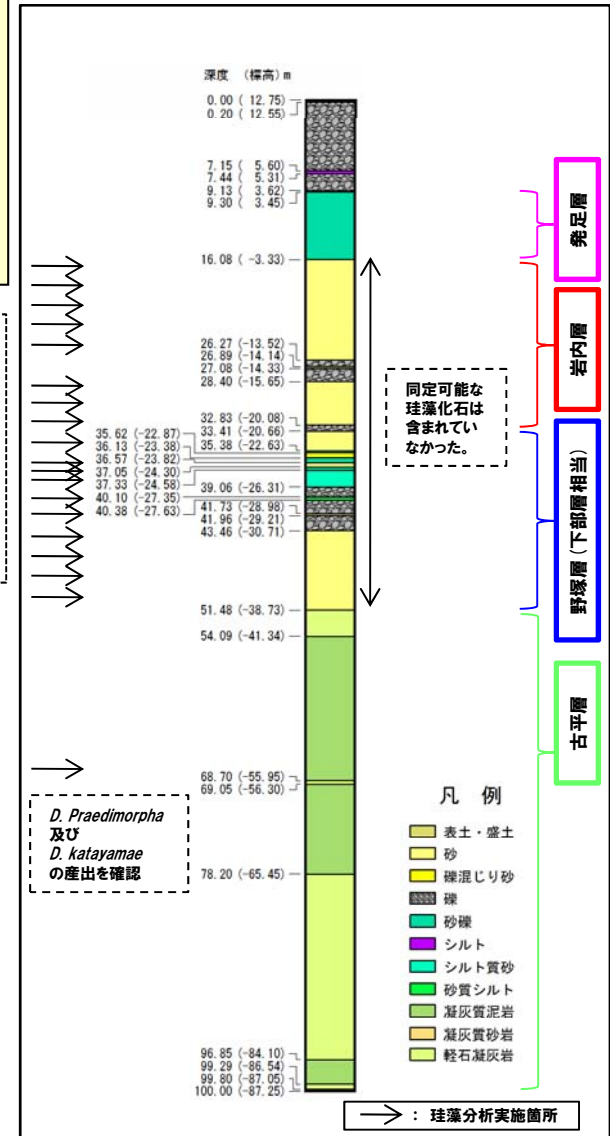 深度 (標高) m
0.00 ( 12.75)
0.20 ( 12.55)
7.15 ( 5.60)
7.44 ( 5.31)
9.13 ( 3.62)
9.30 ( 3.45)
16.08 ( -3.33)
26.27 (-13.52)
26.89 (-14.14)
27.08 (-14.33)
28.40 (-15.65)
32.83 (-20.08)
33.41 (-20.66)
35.38 (-22.63)
35.62 (-22.87)
36.13 (-23.38)
36.57 (-23.82)
37.05 (-24.30)
37.33 (-24.58)
39.06 (-26.31)
40.10 (-27.35)
40.38 (-27.63)
41.73 (-28.98)
41.96 (-29.21)
43.46 (-30.71)
51.48 (-38.73)
54.09 (-41.34)
68.70 (-55.95)
69.05 (-56.30)
78.20 (-65.45)
96.85 (-84.10)
99.29 (-86.54)
99.80 (-87.05)
100.00 (-87.25)
同定可能な
珪藻化石は
含まれてい
なかった。
発足層
岩内層
野塚層(下部層相当)
古平層
D. Praedimorpha
及び
D. katayamae
の産出を確認
凡 例
表土・盛土
砂
礫混じり砂
礫
砂礫
シルト
シルト質砂
砂質シルト
凝灰質泥岩
凝灰質砂岩
軽石凝灰岩
: 珪藻分析実施箇所